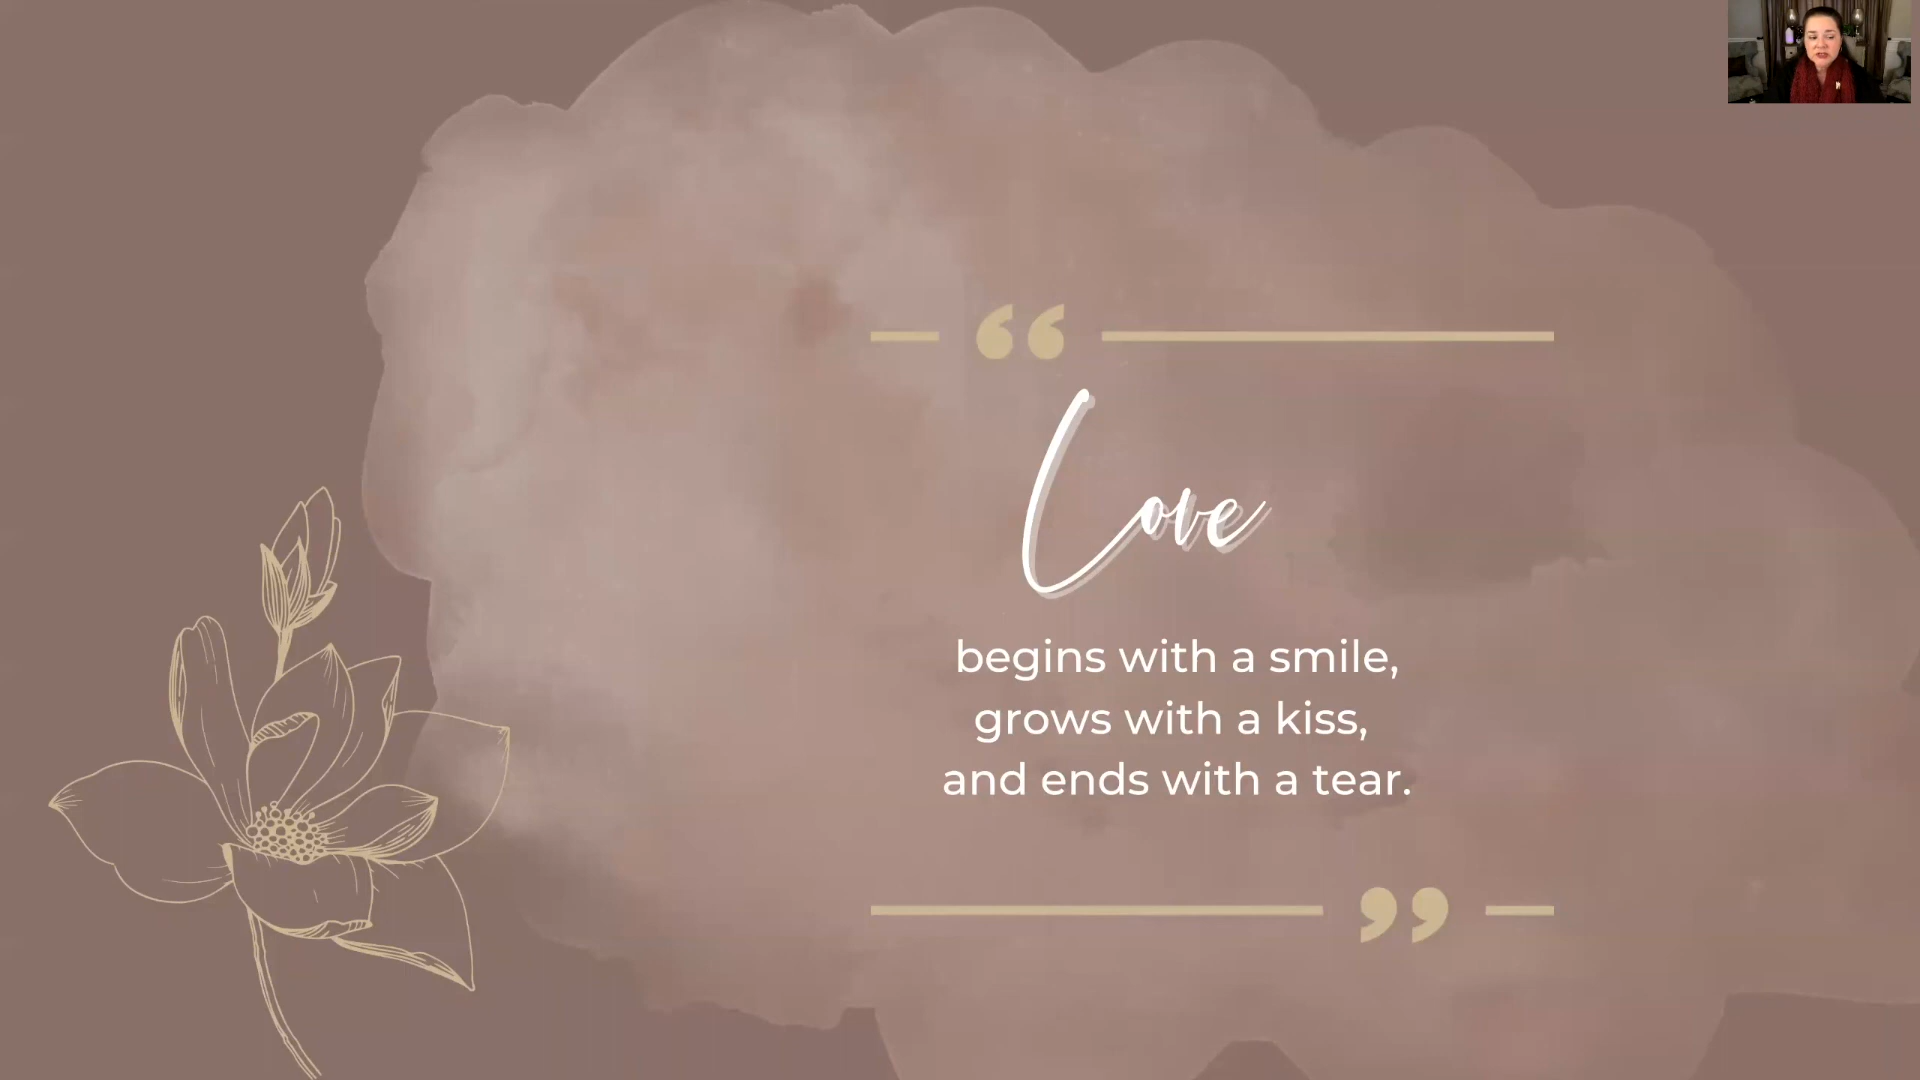 “
Love
begins with a smile,
grows with a kiss,
and ends with a tear.
”